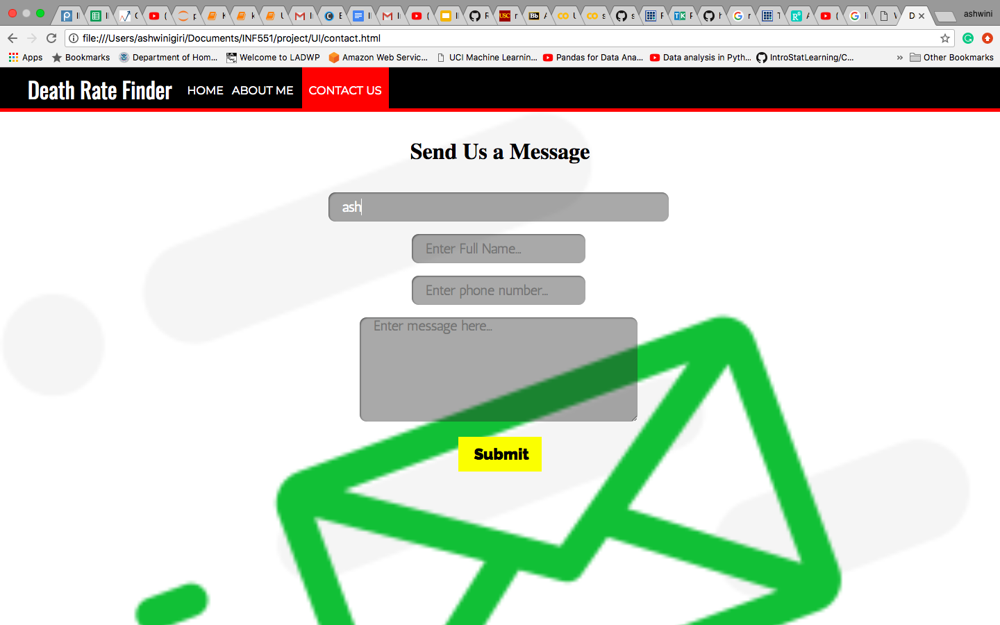 ashwini
file:///Users/ashwinigiri/Documents/INF551/project/UI/contact.html
Apps Bookmarks Department of Hom... Welcome to LADWP Amazon Web Servic... UCI Machine Learnin... Pandas for Data Ana... Data analysis in Pyth... IntroStatLearning/C... » Other Bookmarks
Death Rate Finder HOME ABOUT ME CONTACT US
Send Us a Message
ash
Enter Full Name...
Enter phone number...
Enter message here...
Submit